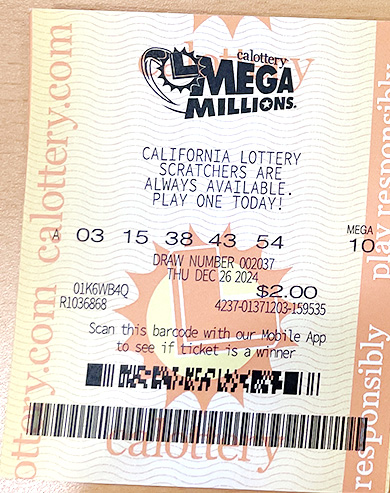 calottery
calottery
MEGA
MILLIONS.
CALIFORNIA LOTTERY
SCRATCHERS ARE
ALWAYS AVAILABLE.
PLAY ONE TODAY!
MEGA
A 03 15 38 43 54 10
DRAW NUMBER 002037
THU DEC 26 2024
01K6WB4Q $2.00
R1036868 4237-01371203-159535
Scan this barcode with our Mobile App
to see if ticket is a winner
calottery
ottery.com calottery.com
responsibly play responsibly